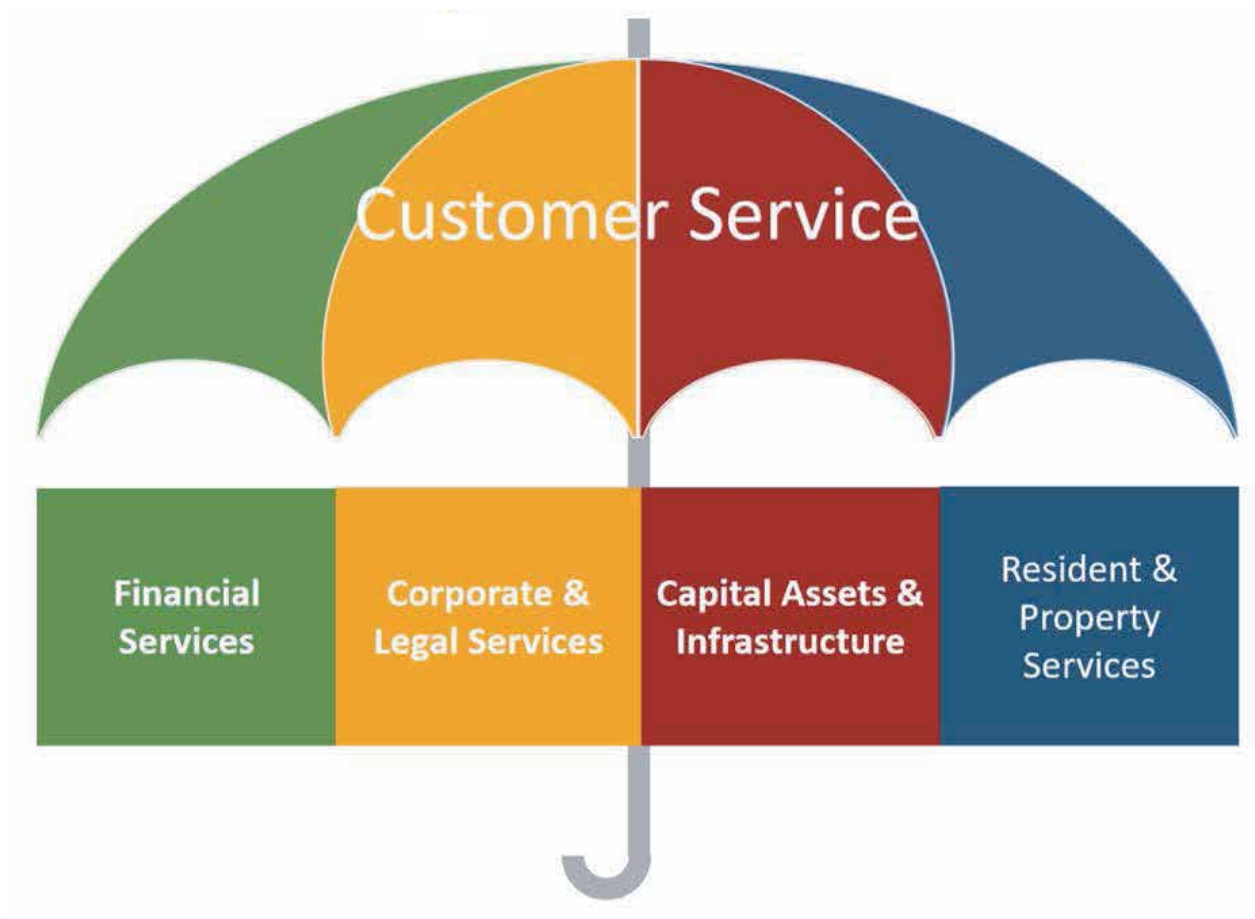 Customer Service
Financial
Services
Corporate &
Legal Services
Capital Assets &
Infrastructure
Resident &
Property
Services